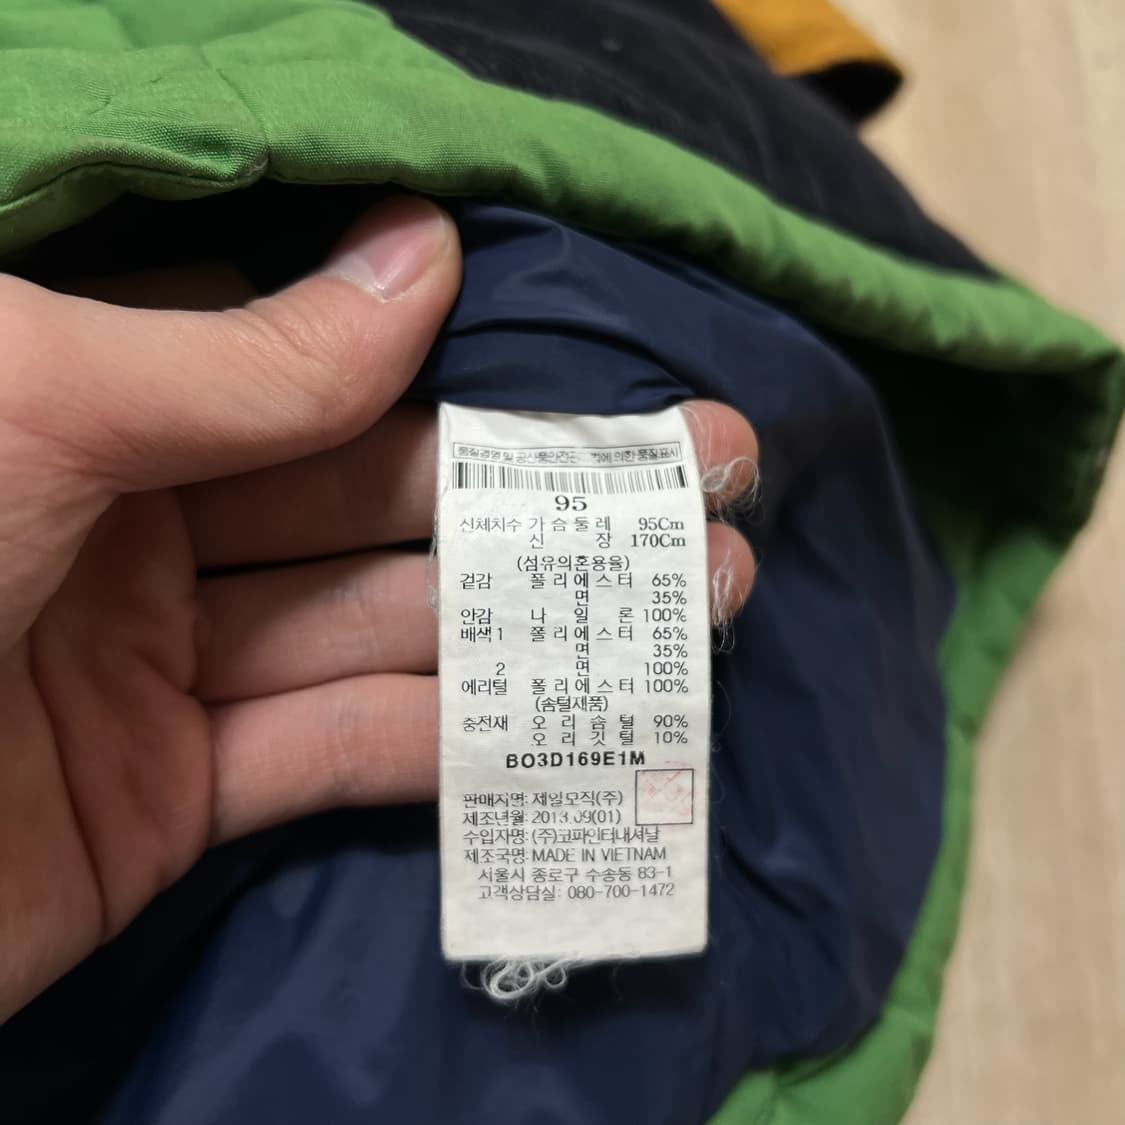 95
신체치수 가슴둘레 95Cm
신장 170Cm
(섬유의혼용율)
겉감 폴리에스터 65%
면 35%
안감 나일론 100%
배색1 폴리에스터 65%
면 35%
2 면 100%
에리털 폴리에스터 100%
(솜털제품)
충전재 오리솜털 90%
오리깃털 10%
BO3D169E1M
판매자명: 제일모직(주)
제조년월: 2013.09(01)
수입자명: (주)코파인터내셔날
제조국명: MADE IN VIETNAM
서울시 종로구 수송동 83-1
고객상담실: 080-700-1472